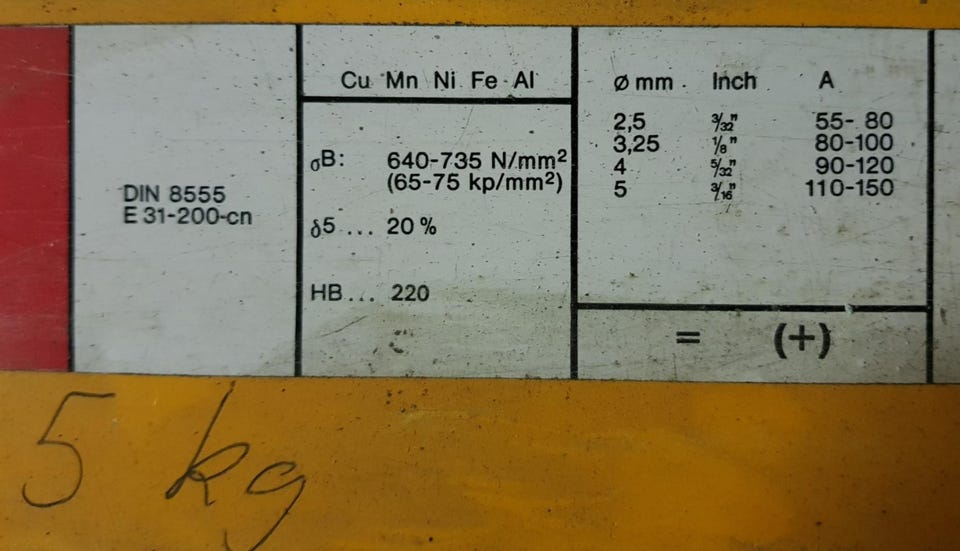 DIN 8555
E 31-200-cn
Cu Mn Ni Fe Al
σB: 640-735 N/mm²
(65-75 kp/mm²)
δ5 ... 20 %
HB ... 220
ø mm Inch A
2,5 3/32" 55- 80
3,25 1/8" 80-100
4 5/32" 90-120
5 3/16" 110-150
= (+)
5 kg